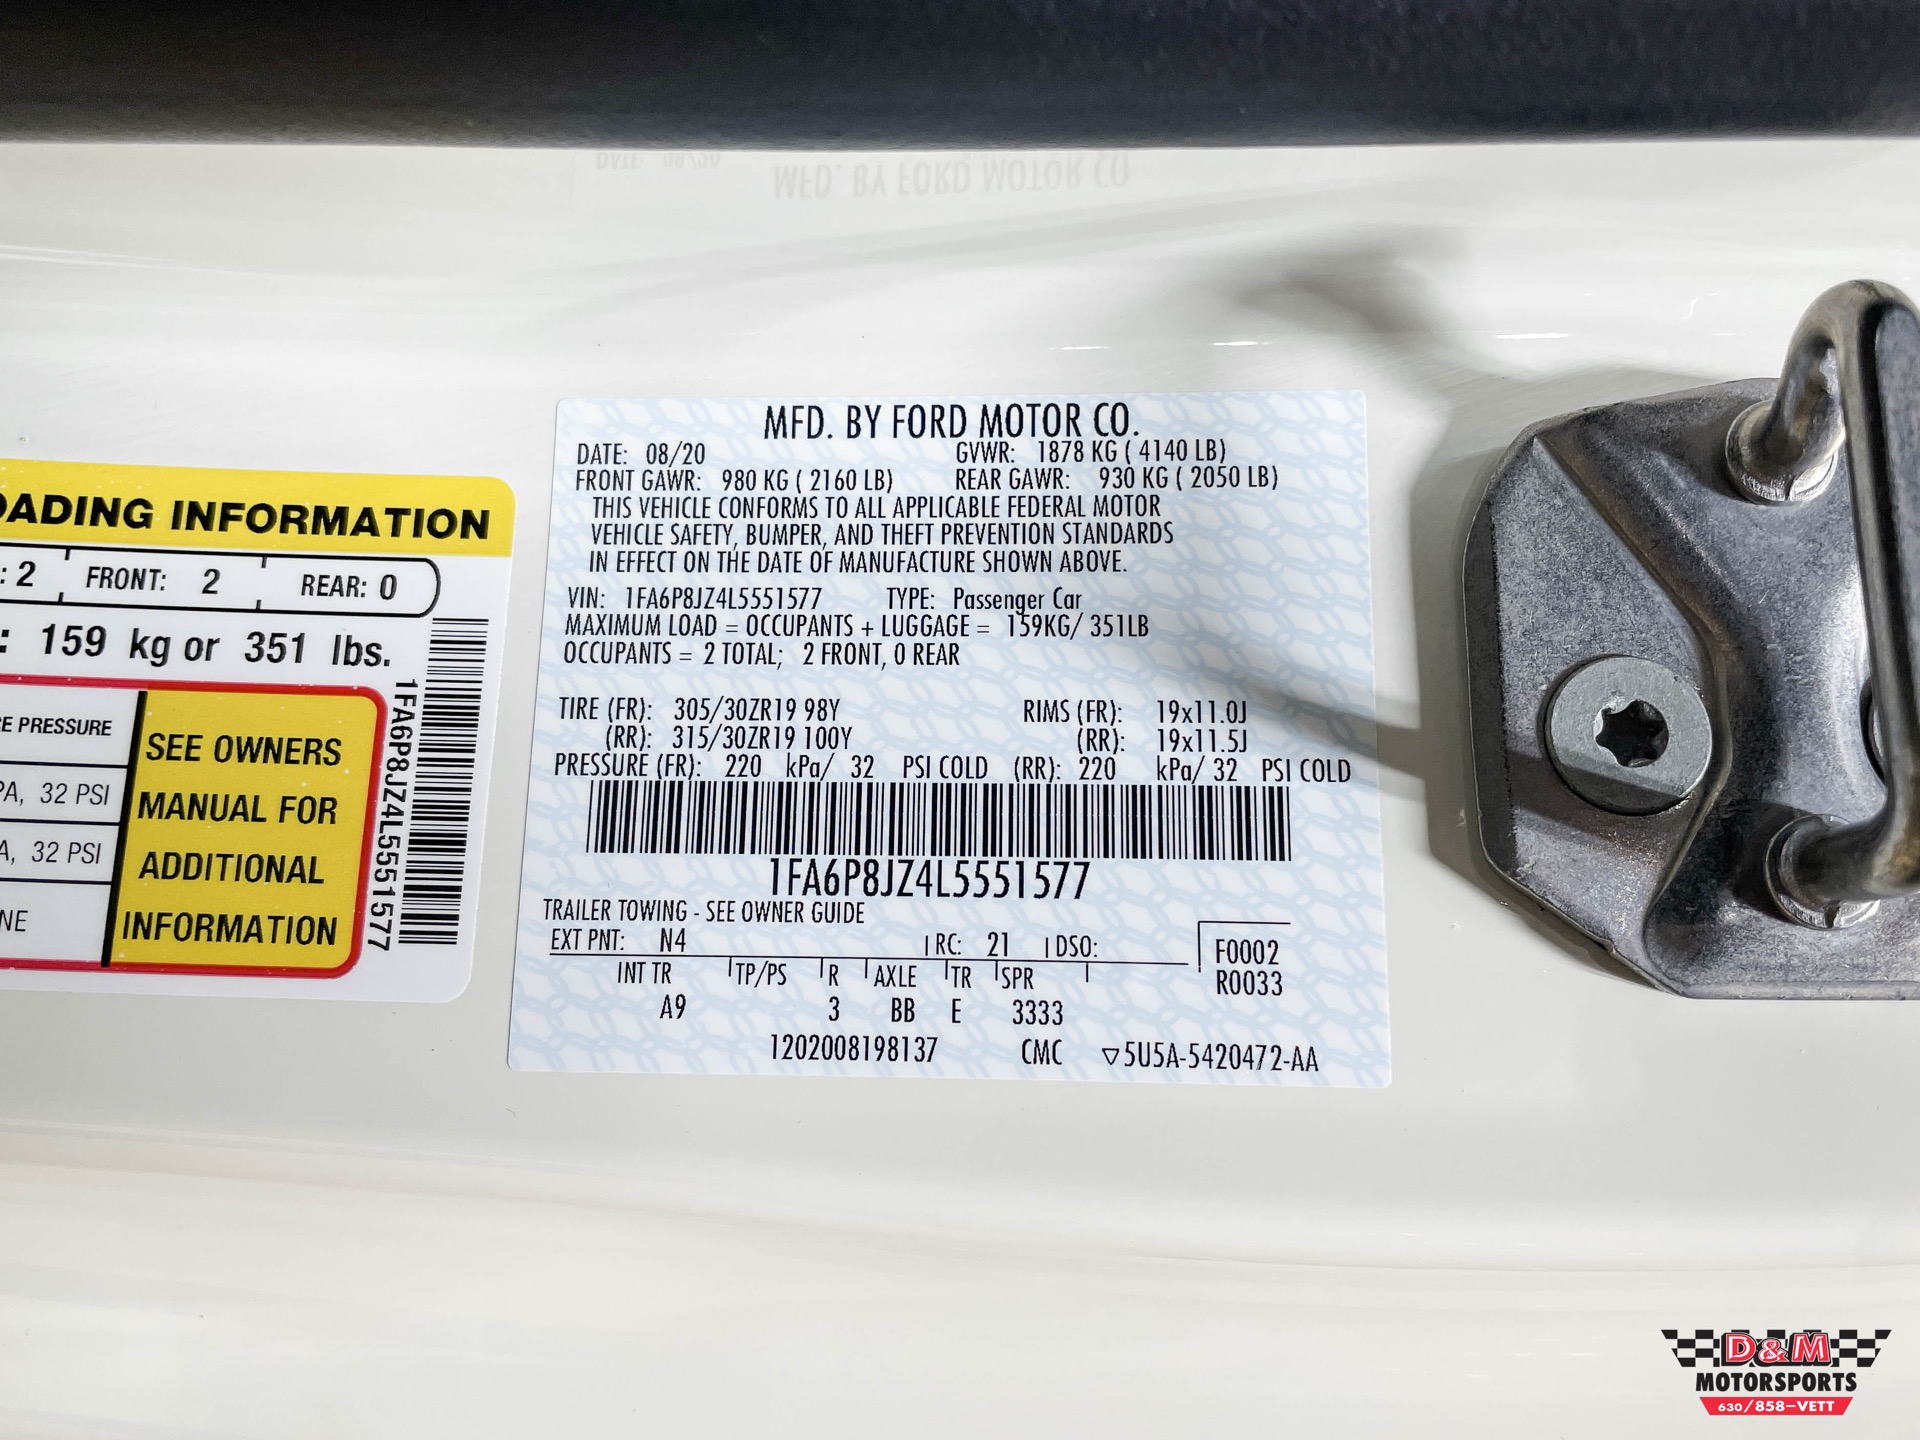 MFD. BY FORD MOTOR CO.
DATE: 08/20 GVWR: 1878 KG ( 4140 LB)
FRONT GAWR: 980 KG ( 2160 LB) REAR GAWR: 930 KG ( 2050 LB)
THIS VEHICLE CONFORMS TO ALL APPLICABLE FEDERAL MOTOR
VEHICLE SAFETY, BUMPER, AND THEFT PREVENTION STANDARDS
IN EFFECT ON THE DATE OF MANUFACTURE SHOWN ABOVE.
VIN: 1FA6P8JZ4L5551577 TYPE: Passenger Car
MAXIMUM LOAD = OCCUPANTS + LUGGAGE = 159KG/ 351LB
OCCUPANTS = 2 TOTAL; 2 FRONT, 0 REAR
TIRE (FR): 305/30ZR19 98Y RIMS (FR): 19x11.0J
(RR): 315/30ZR19 100Y (RR): 19x11.5J
PRESSURE (FR): 220 kPa/ 32 PSI COLD (RR): 220 kPa/ 32 PSI COLD
1FA6P8JZ4L5551577
TRAILER TOWING - SEE OWNER GUIDE
EXT PNT: N4 RC: 21 DSO: F0002
R0033
INT TR TP/PS R AXLE TR SPR
A9 3 BB E 3333
1202008198137 CMC ▽5U5A-5420472-AA
OADING INFORMATION
: 2 FRONT: 2 REAR: 0
: 159 kg or 351 lbs.
E PRESSURE
PA, 32 PSI
A, 32 PSI
NE
SEE OWNERS
MANUAL FOR
ADDITIONAL
INFORMATION
1FA6P8JZ4L5551577
D&M
MOTORSPORTS
630/858-VETT